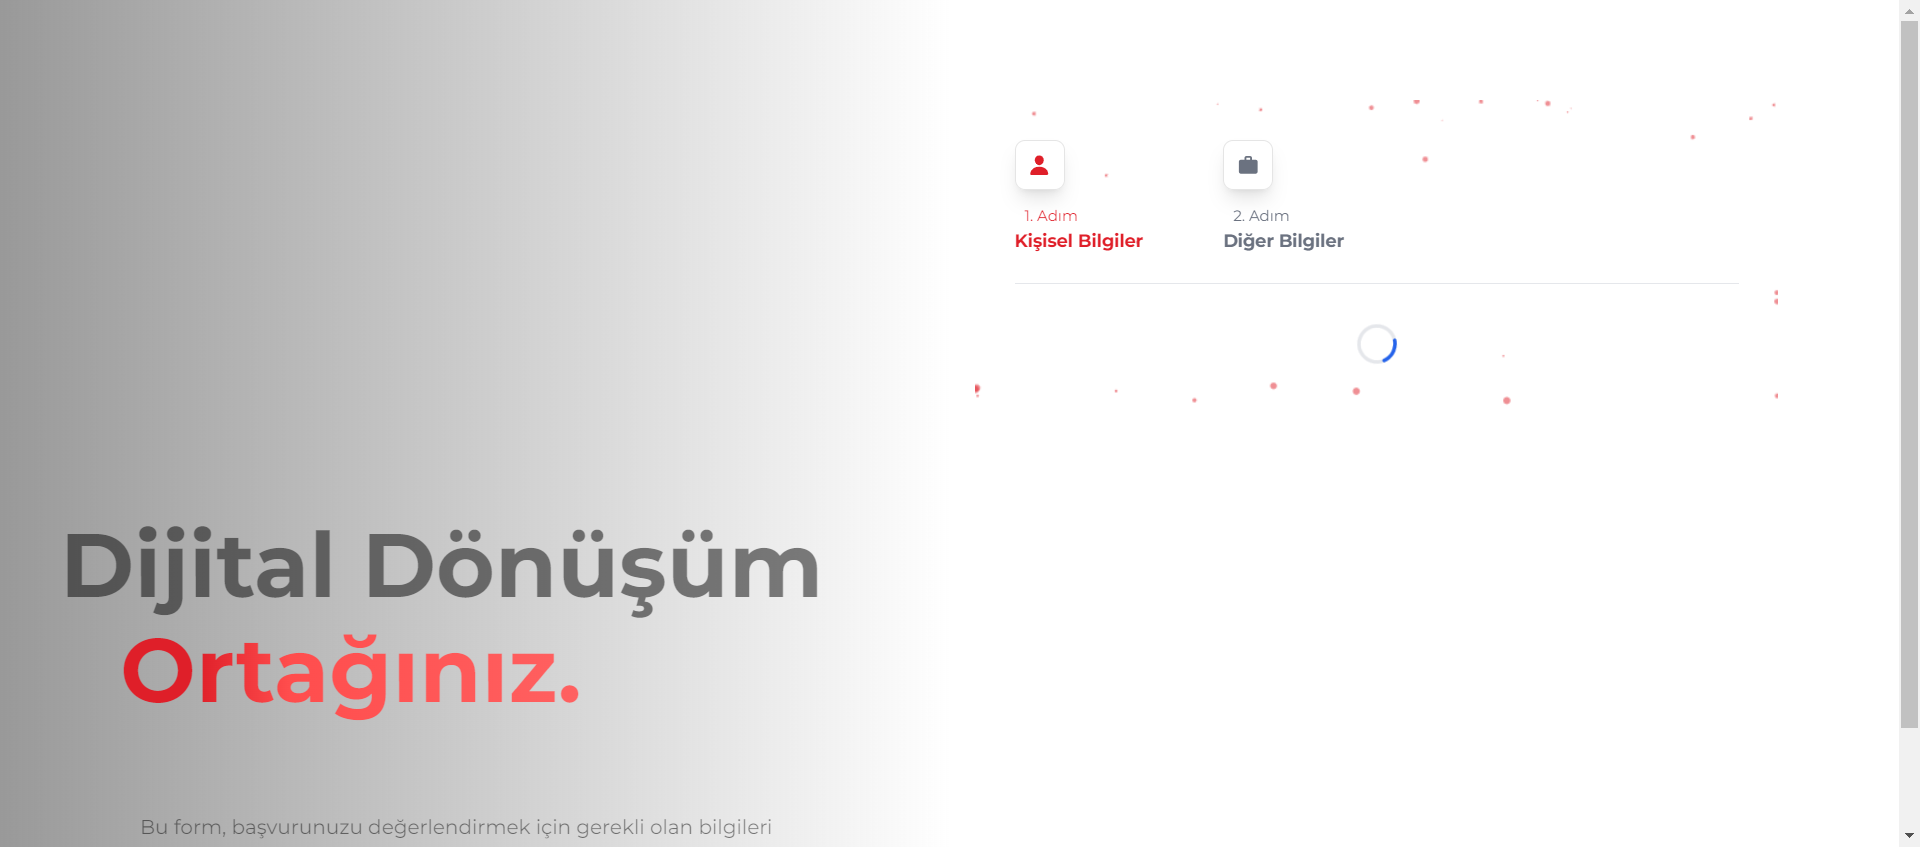 1. Adım
Kişisel Bilgiler
2. Adım
Diğer Bilgiler
Dijital Dönüşüm
Ortağınız.
Bu form, başvurunuzu değerlendirmek için gerekli olan bilgileri